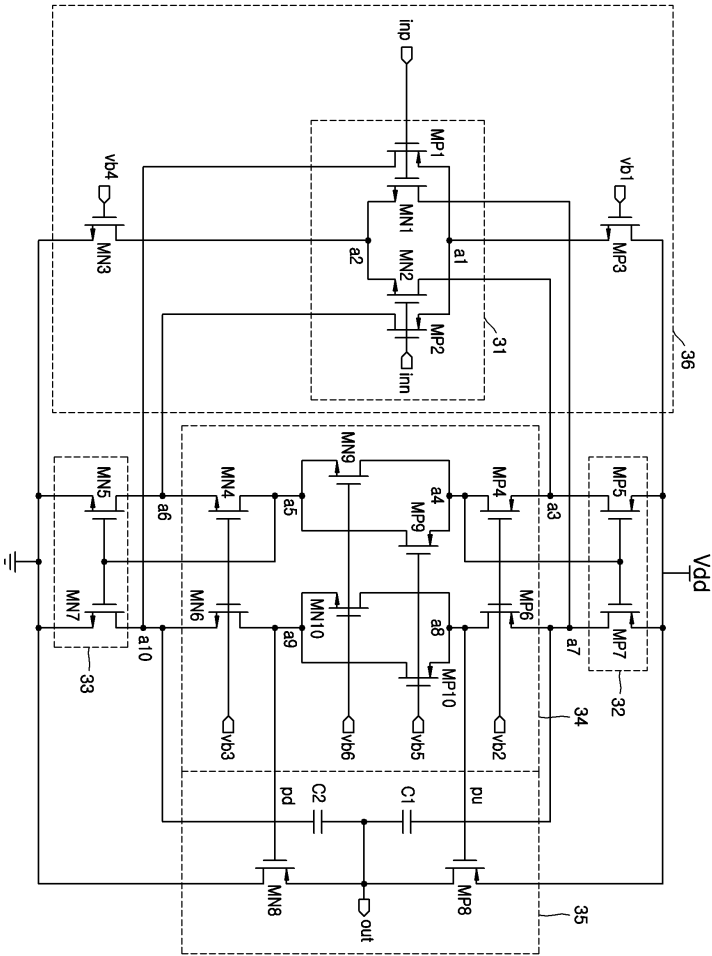 36
Vdd
vb1
MP3
MP5
MP7
32
34
35
a3
a7
31
MP4
MP6
vb2
pu
MP8
a1
MP1
MP2
a4
a8
MP10
MP9
vb5
C1
inp
MN1
MN2
inn
out
a2
MN9
MN10
vb6
C2
a5
a9
pd
MN8
MN4
MN6
vb3
a6
a10
vb4
MN3
MN5
MN7
33